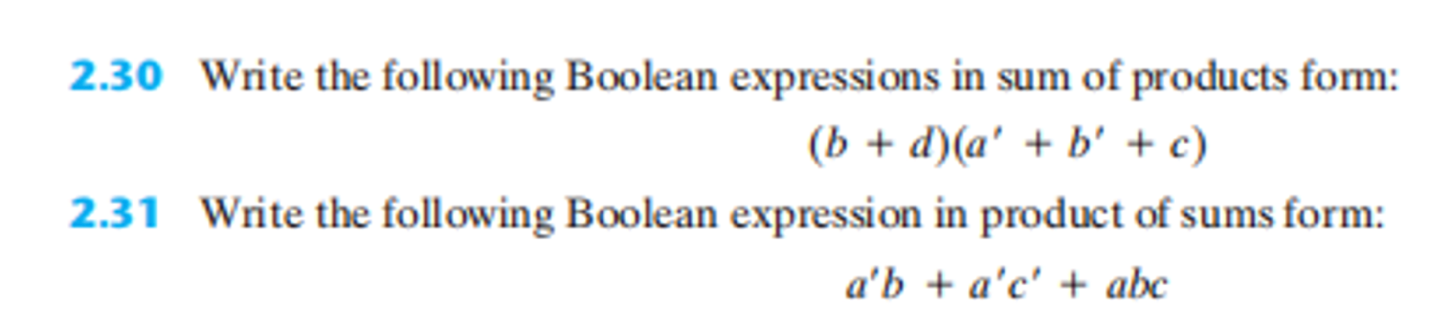 2.30 Write the following Boolean expressions in sum of products form:
(b + d)(a′ + b′ + c)
2.31 Write the following Boolean expression in product of sums form:
a′b + a′c′ + abc